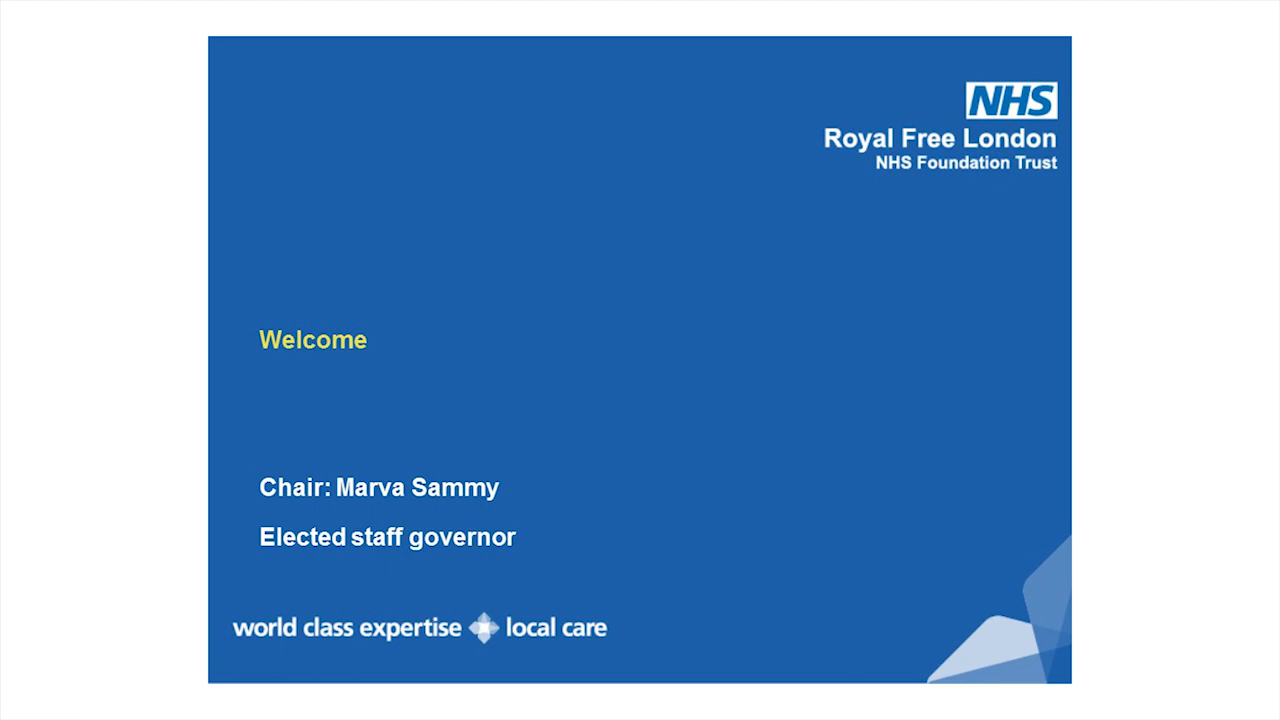 NHS
Royal Free London
NHS Foundation Trust
Welcome
Chair: Marva Sammy
Elected staff governor
world class expertise local care